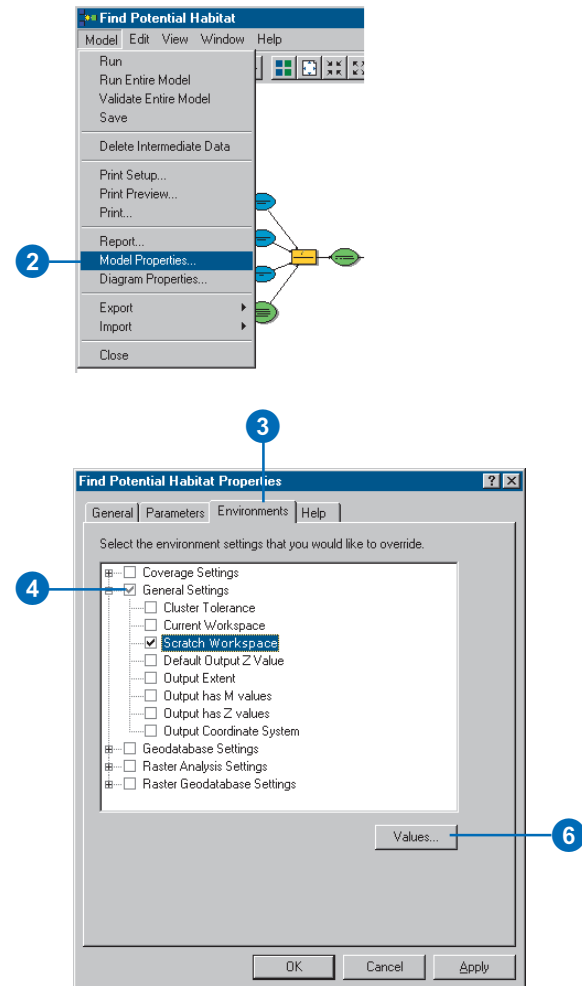 Find Potential Habitat
Model Edit View Window Help
Run
Run Entire Model
Validate Entire Model
Save
Delete Intermediate Data
Print Setup...
Print Preview...
Print...
Report...
2
Model Properties...
Diagram Properties...
Export
Import
Close
3
Find Potential Habitat Properties
General Parameters Environments Help
Select the environment settings that you would like to override.
Coverage Settings
4
General Settings
Cluster Tolerance
Current Workspace
Scratch Workspace
Default Output Z Value
Output Extent
Output has M values
Output has Z values
Output Coordinate System
Geodatabase Settings
Raster Analysis Settings
Raster Geodatabase Settings
Values...
6
OK Cancel Apply